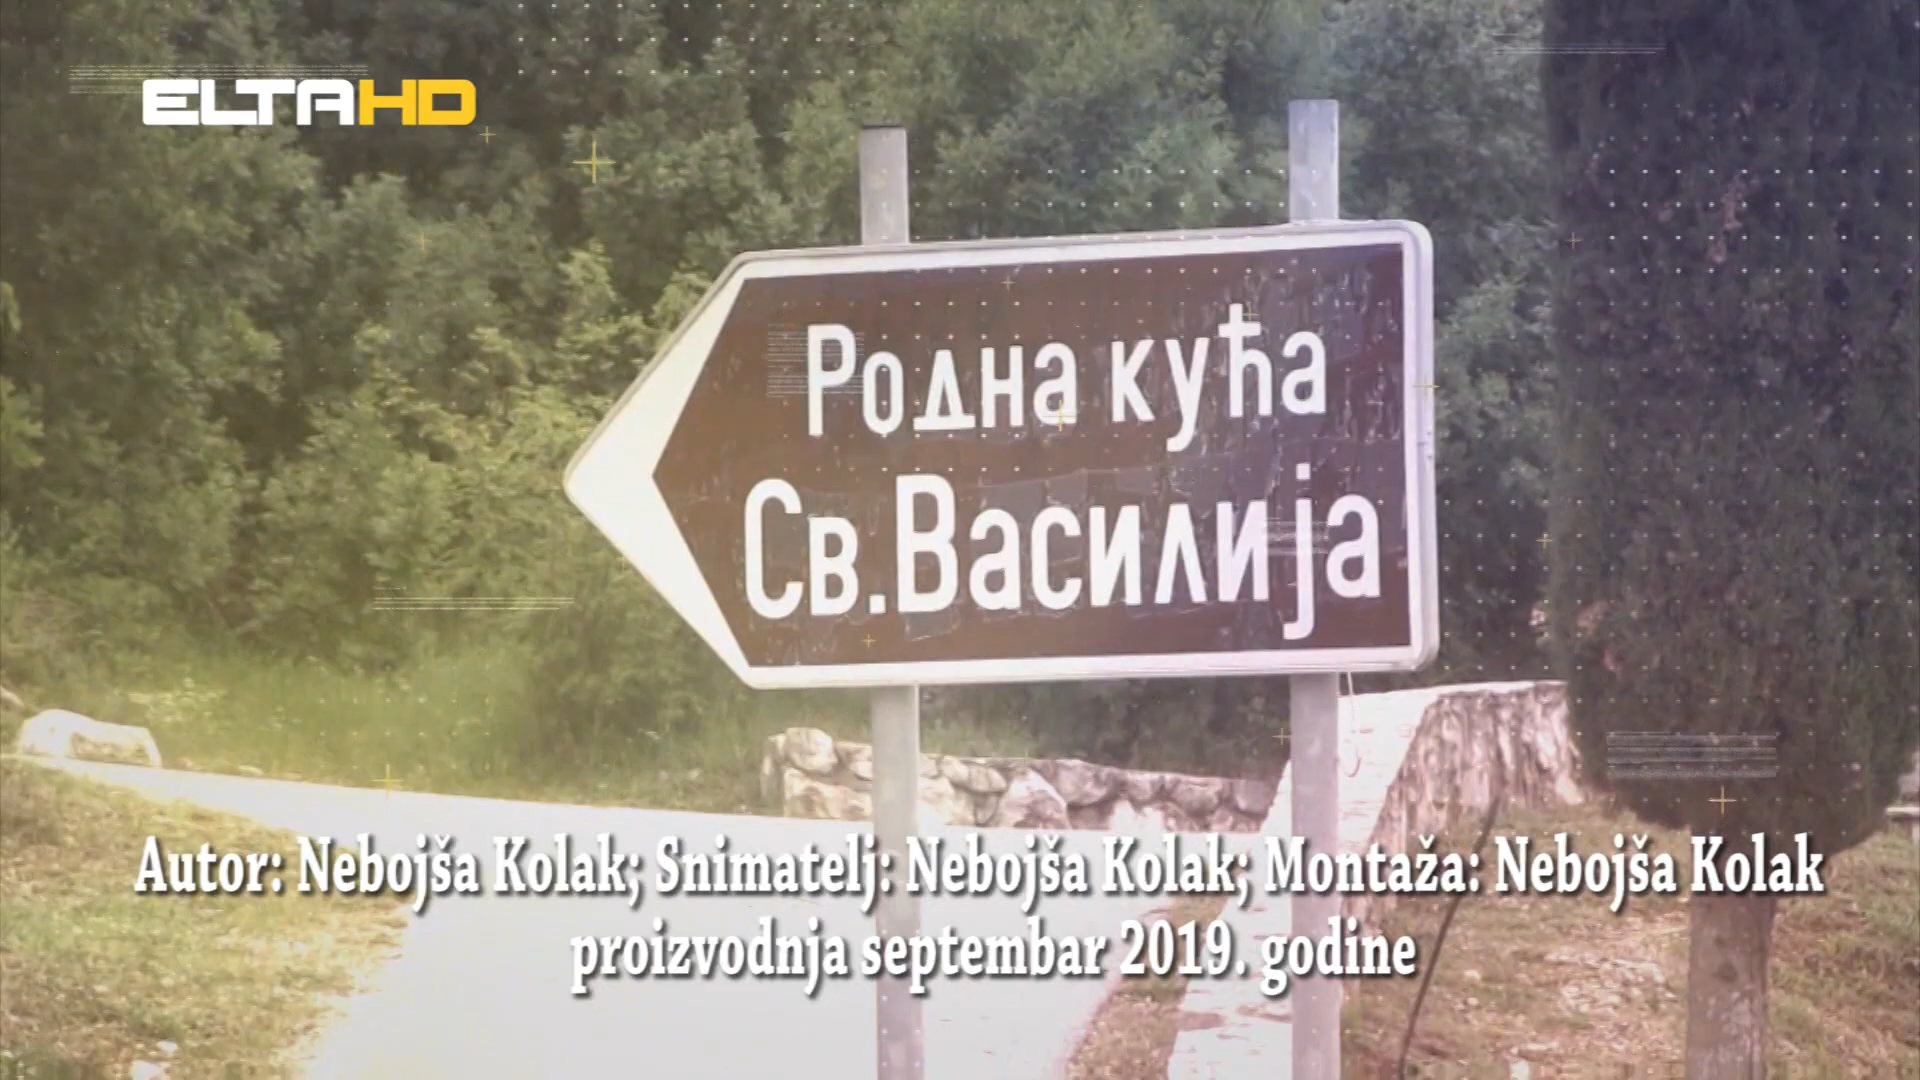 ELTAHD
Родна кућа
Св.Василија
Autor: Nebojša Kolak; Snimatelj: Nebojša Kolak; Montaža: Nebojša Kolak
proizvodnja septembar 2019. godine